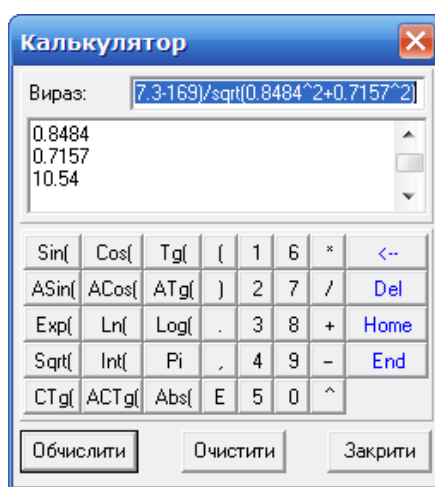 Калькулятор
Вираз: 7.3-169)/sqrt(0.8484^2+0.7157^2)
0.8484
0.7157
10.54
Sin( Cos( Tg( ( 1 6 * <--
ASin( ACos( ATg( ) 2 7 / Del
Exp( Ln( Log( . 3 8 + Home
Sqrt( Int( Pi , 4 9 - End
CTg( ACTg( Abs( E 5 0 ^
Обчислити Очистити Закрити